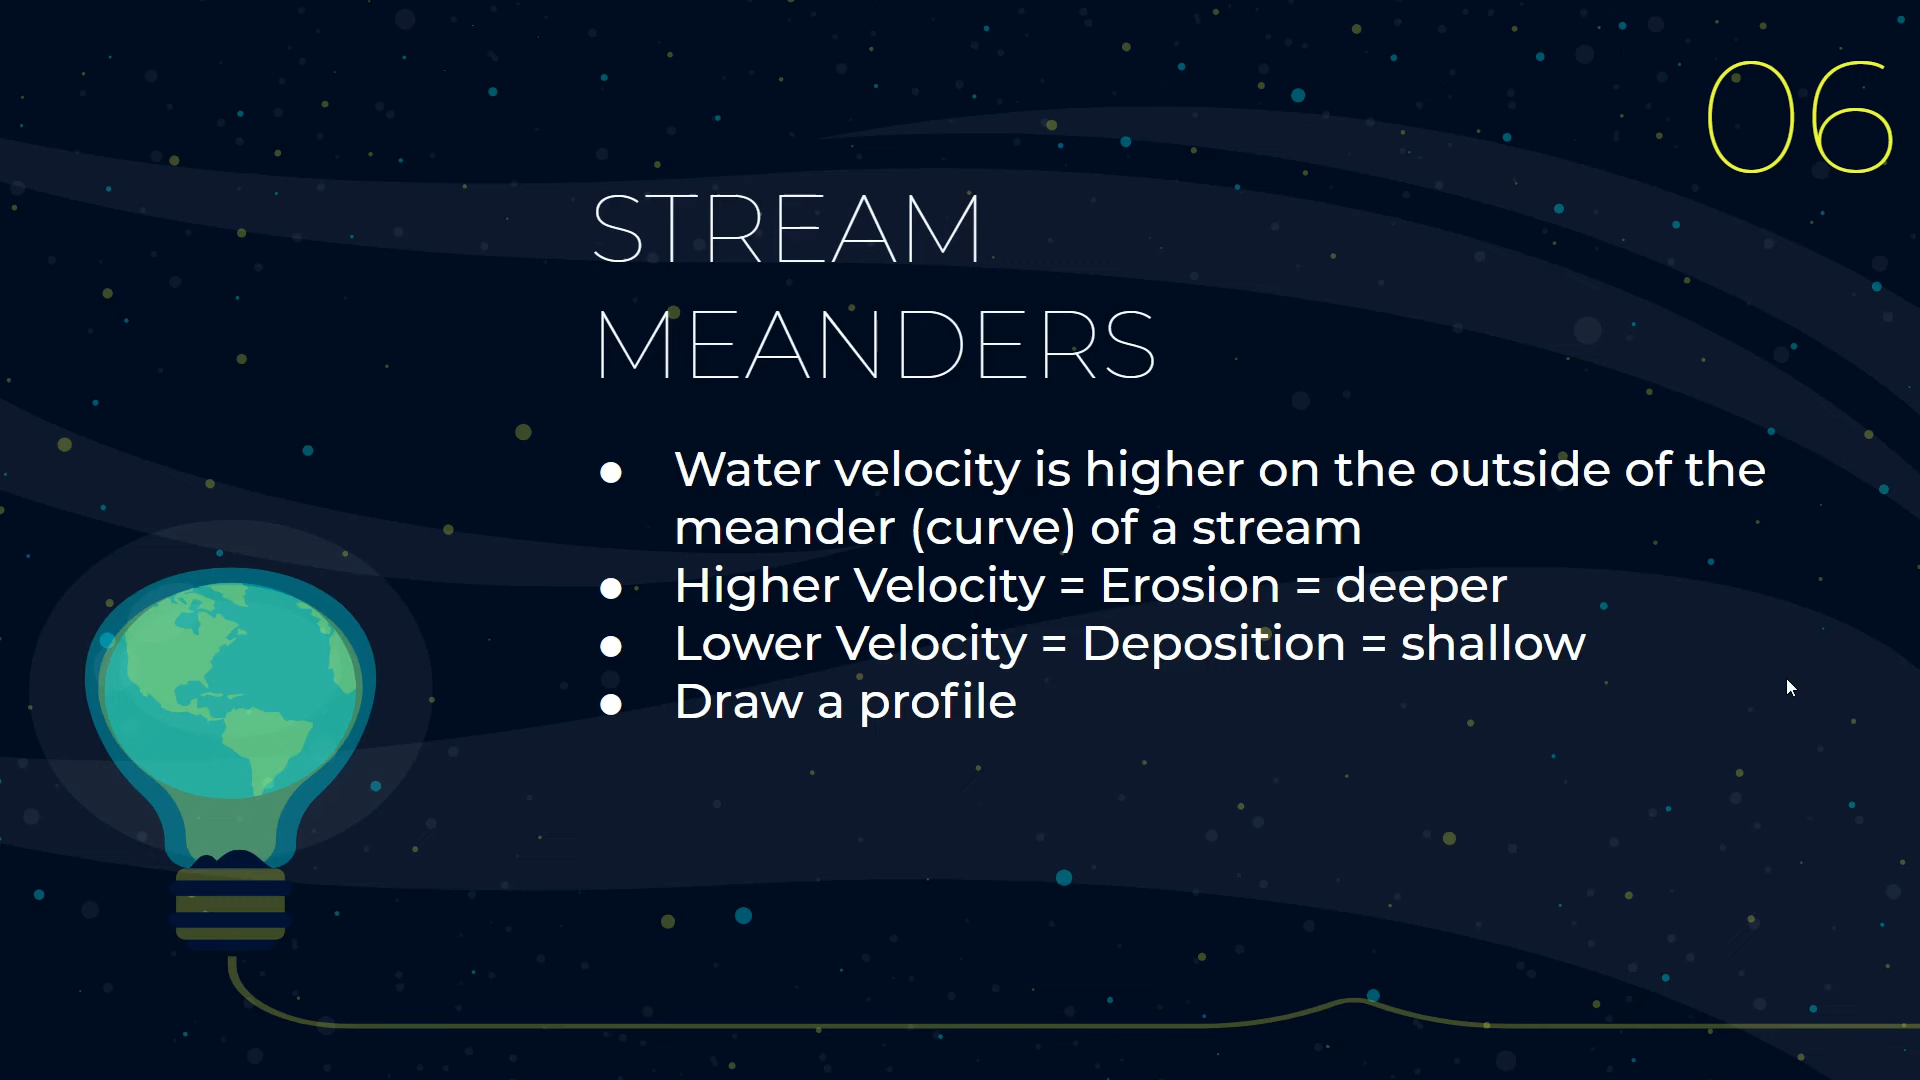 06
STREAM
MEANDERS
● Water velocity is higher on the outside of the
meander (curve) of a stream
● Higher Velocity = Erosion = deeper
● Lower Velocity = Deposition = shallow
● Draw a profile